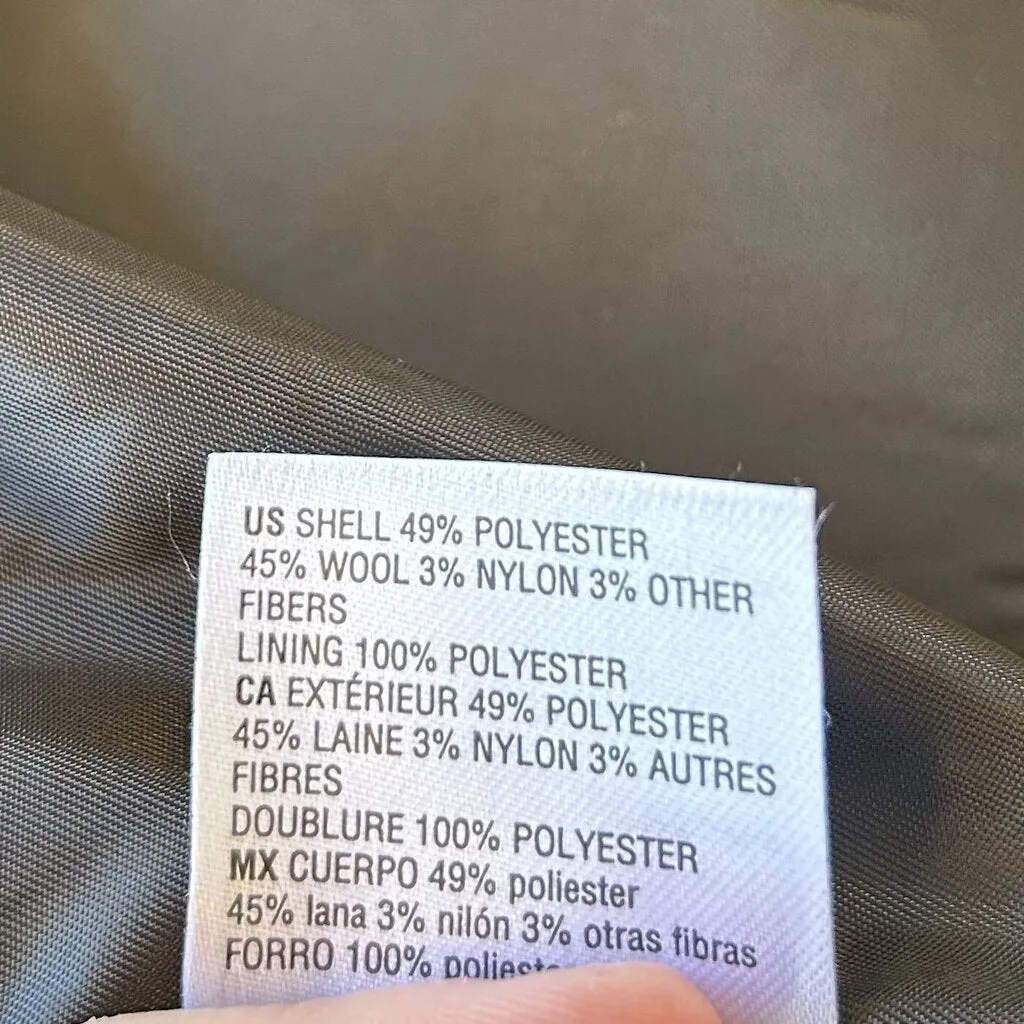 US SHELL 49% POLYESTER
45% WOOL 3% NYLON 3% OTHER
FIBERS
LINING 100% POLYESTER
CA EXTÉRIEUR 49% POLYESTER
45% LAINE 3% NYLON 3% AUTRES
FIBRES
DOUBLURE 100% POLYESTER
MX CUERPO 49% poliester
45% lana 3% nilón 3% otras fibras
FORRO 100%